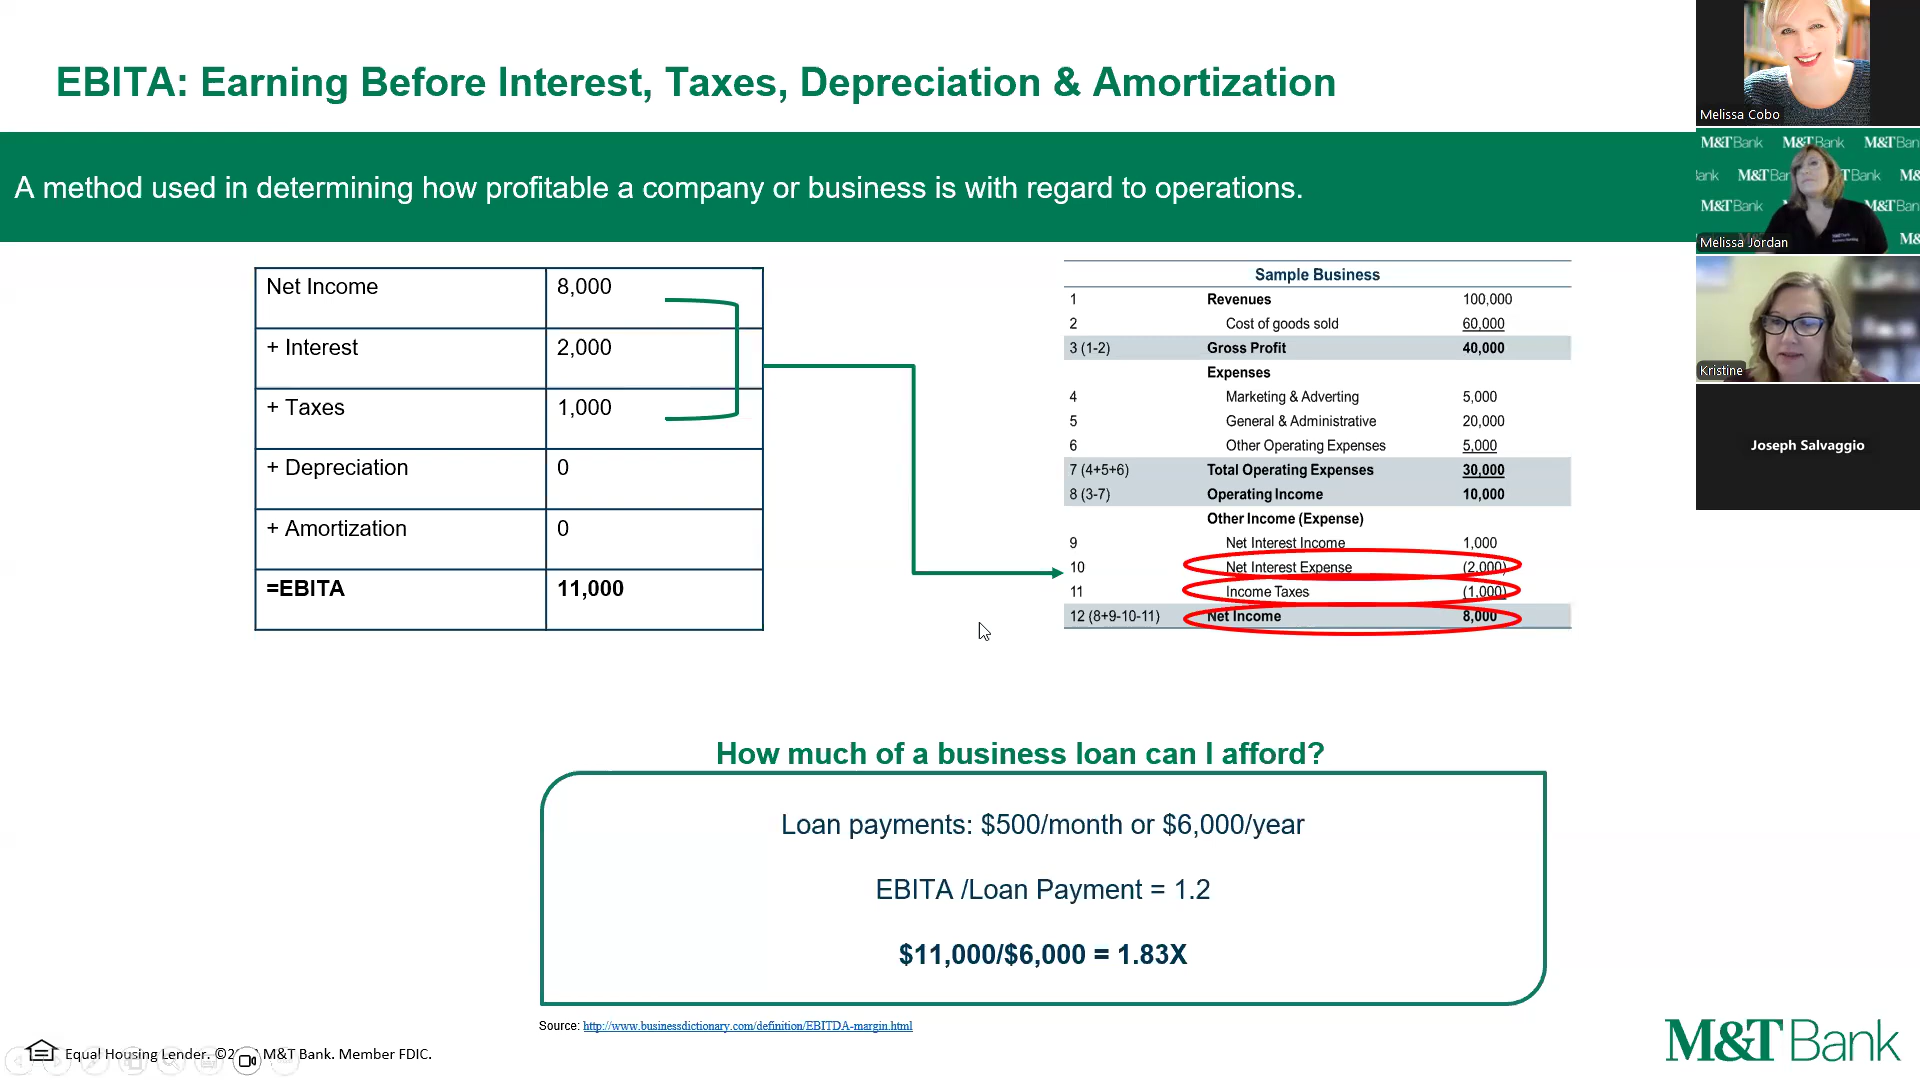 EBITA: Earning Before Interest, Taxes, Depreciation & Amortization
A method used in determining how profitable a company or business is with regard to operations.
Net Income 8,000
+ Interest 2,000
+ Taxes 1,000
+ Depreciation 0
+ Amortization 0
=EBITA 11,000
Sample Business
1 Revenues 100,000
2 Cost of goods sold 60,000
3 (1-2) Gross Profit 40,000
Expenses
4 Marketing & Adverting 5,000
5 General & Administrative 20,000
6 Other Operating Expenses 5,000
7 (4+5+6) Total Operating Expenses 30,000
8 (3-7) Operating Income 10,000
Other Income (Expense)
9 Net Interest Income 1,000
10 Net Interest Expense (2,000)
11 Income Taxes (1,000)
12 (8+9-10-11) Net Income 8,000
How much of a business loan can I afford?
Loan payments: $500/month or $6,000/year
EBITA /Loan Payment = 1.2
$11,000/$6,000 = 1.83X
Source: http://www.businessdictionary.com/definition/EBITDA-margin.html
Equal Housing Lender. M&T Bank. Member FDIC.
M&T Bank
Melissa Cobo
M&T Bank M&T Bank M&T Ban
M&T Bank
Melissa Jordan
Kristine
Joseph Salvaggio